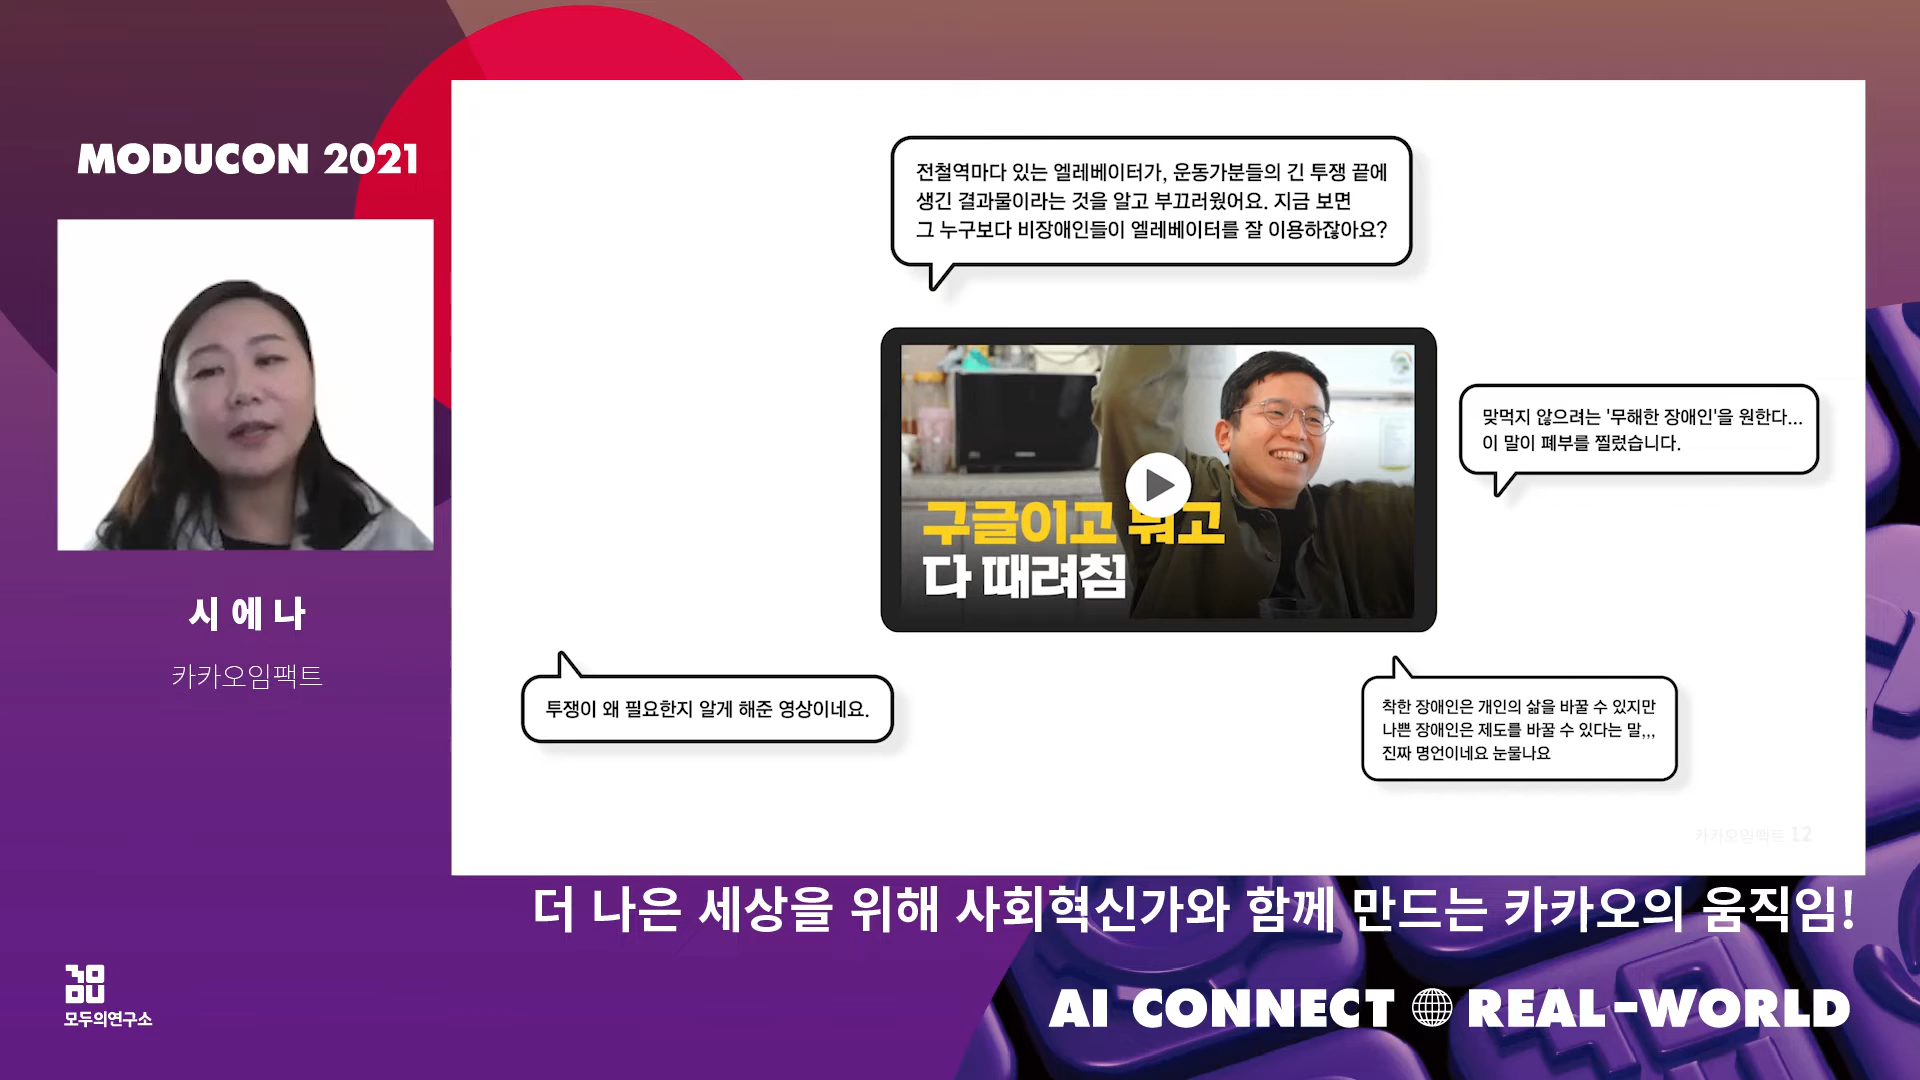 MODUCON 2021
시에나
카카오임팩트
전철역마다 있는 엘레베이터가, 운동가분들의 긴 투쟁 끝에
생긴 결과물이라는 것을 알고 부끄러웠어요. 지금 보면
그 누구보다 비장애인들이 엘레베이터를 잘 이용하잖아요?
구글이고 뭐고
다 때려침
맞먹지 않으려는 '무해한 장애인'을 원한다...
이 말이 폐부를 찔렀습니다.
투쟁이 왜 필요한지 알게 해준 영상이네요.
착한 장애인은 개인의 삶을 바꿀 수 있지만
나쁜 장애인은 제도를 바꿀 수 있다는 말,,,
진짜 명언이네요 눈물나요
카카오임팩트 12
더 나은 세상을 위해 사회혁신가와 함께 만드는 카카오의 움직임!
모두의연구소
AI CONNECT REAL-WORLD